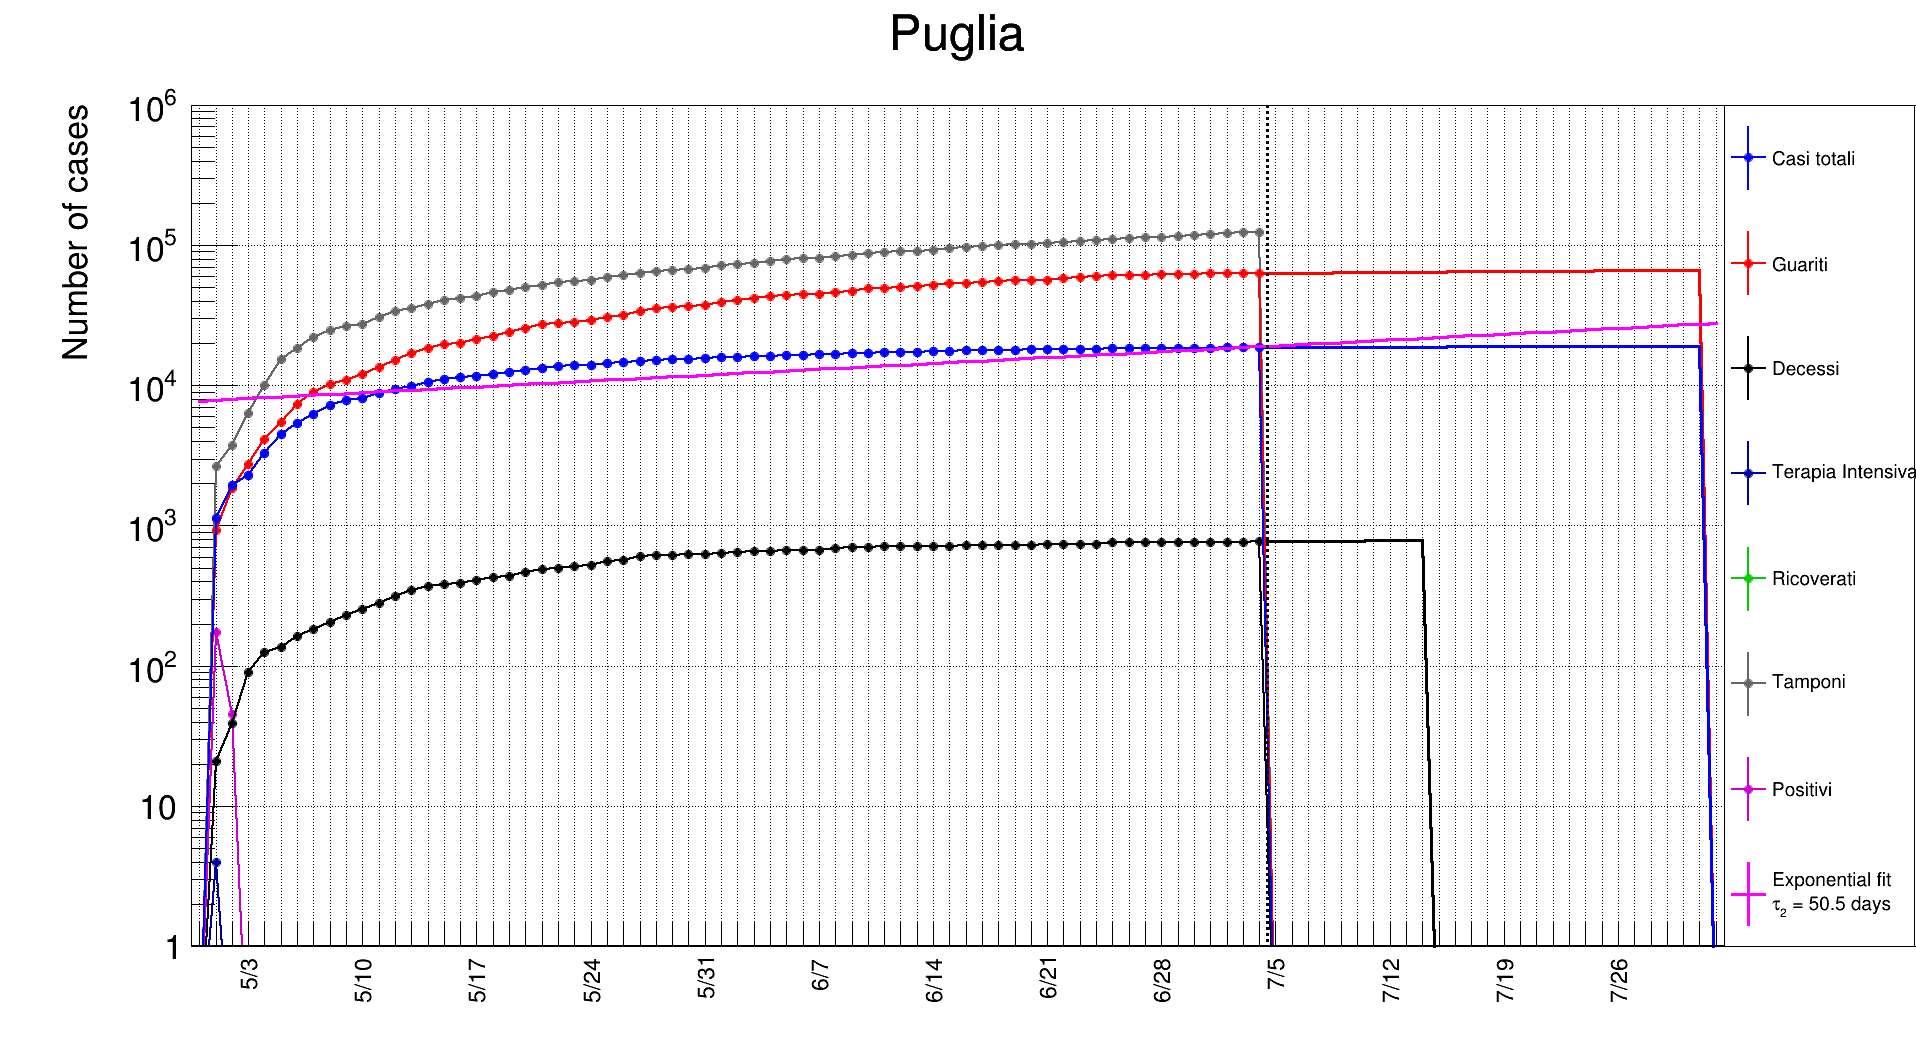 Puglia
Number of cases
10^6
10^5
10^4
10^3
10^2
10
1
5/3
5/10
5/17
5/24
5/31
6/7
6/14
6/21
6/28
7/5
7/12
7/19
7/26
Casi totali
Guariti
Decessi
Terapia Intensiva
Ricoverati
Tamponi
Positivi
Exponential fit
τ_2 = 50.5 days